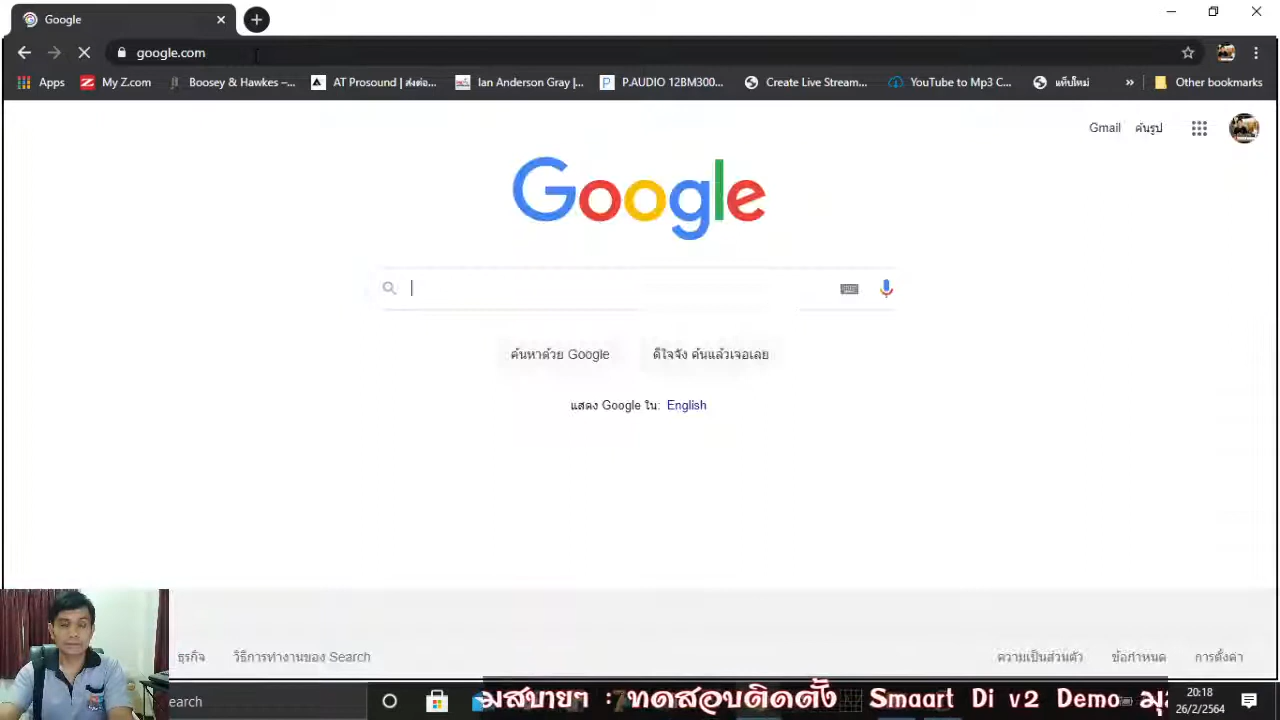 Google
google.com
Apps My Z.com Boosey & Hawkes –... AT Prosound | ส่งต่อ... Ian Anderson Gray |... P.AUDIO 12BM300... Create Live Stream... YouTube to Mp3 C... แท็บใหม่ » Other bookmarks
Gmail ค้นรูป
Google
ค้นหาด้วย Google ดีใจจัง ค้นแล้วเจอเลย
แสดง Google ใน: English
ธุรกิจ วิธีการทำงานของ Search ความเป็นส่วนตัว ข้อกำหนด การตั้งค่า
earch
มสบายๆ : ทดสอบติดตั้ง Smaart Di v2 Demo
20:18
26/2/2564